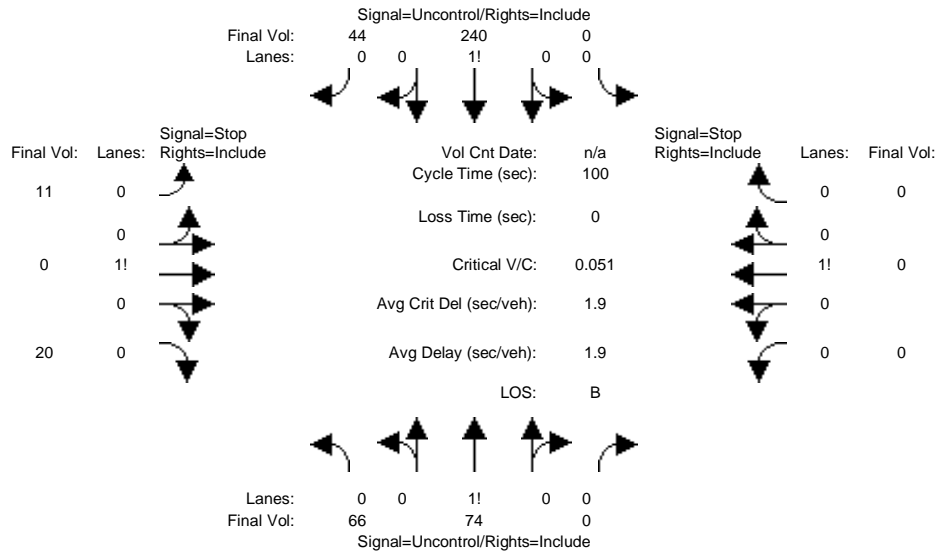 Signal=Uncontrol/Rights=Include
Final Vol: 44 240 0
Lanes: 0 0 1! 0 0
Signal=Stop Signal=Stop
Final Vol: Lanes: Rights=Include Vol Cnt Date: n/a Rights=Include Lanes: Final Vol:
Cycle Time (sec): 100
11 0 0 0
Loss Time (sec): 0
0 0
0 1! Critical V/C: 0.051 1! 0
0 Avg Crit Del (sec/veh): 1.9 0
20 0 Avg Delay (sec/veh): 1.9 0 0
LOS: B
Lanes: 0 0 1! 0 0
Final Vol: 66 74 0
Signal=Uncontrol/Rights=Include